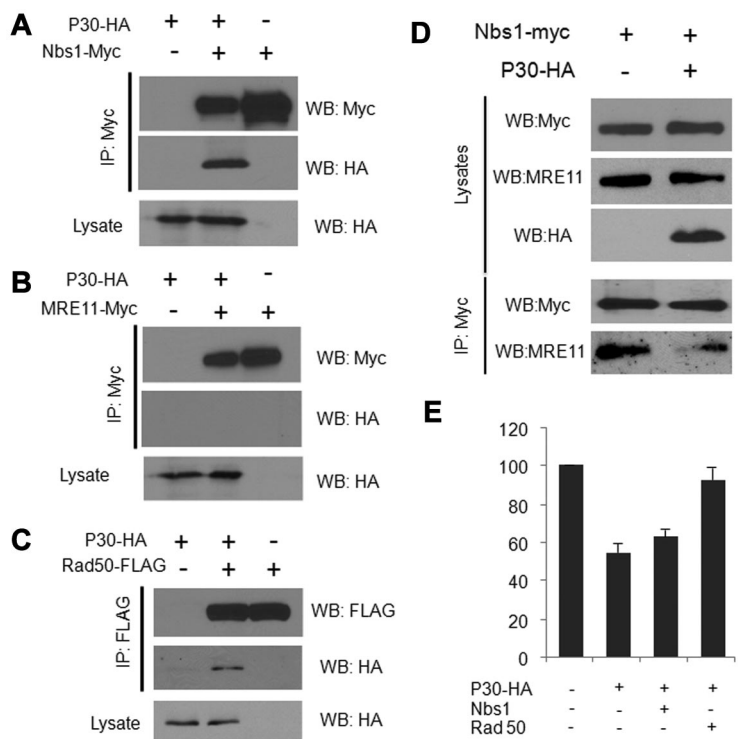 A
P30-HA + + -
Nbs1-Myc - + +
IP: Myc
WB: Myc
WB: HA
Lysate WB: HA
B
P30-HA + + -
MRE11-Myc - + +
IP: Myc
WB: Myc
WB: HA
Lysate WB: HA
C
P30-HA + + -
Rad50-FLAG - + +
IP: FLAG
WB: FLAG
WB: HA
Lysate WB: HA
D
Nbs1-myc + +
P30-HA - +
Lysates
WB:Myc
WB:MRE11
WB:HA
IP: Myc
WB:Myc
WB:MRE11
E
120
100
80
60
40
20
0
P30-HA - + + +
Nbs1 - - + -
Rad50 - - - +